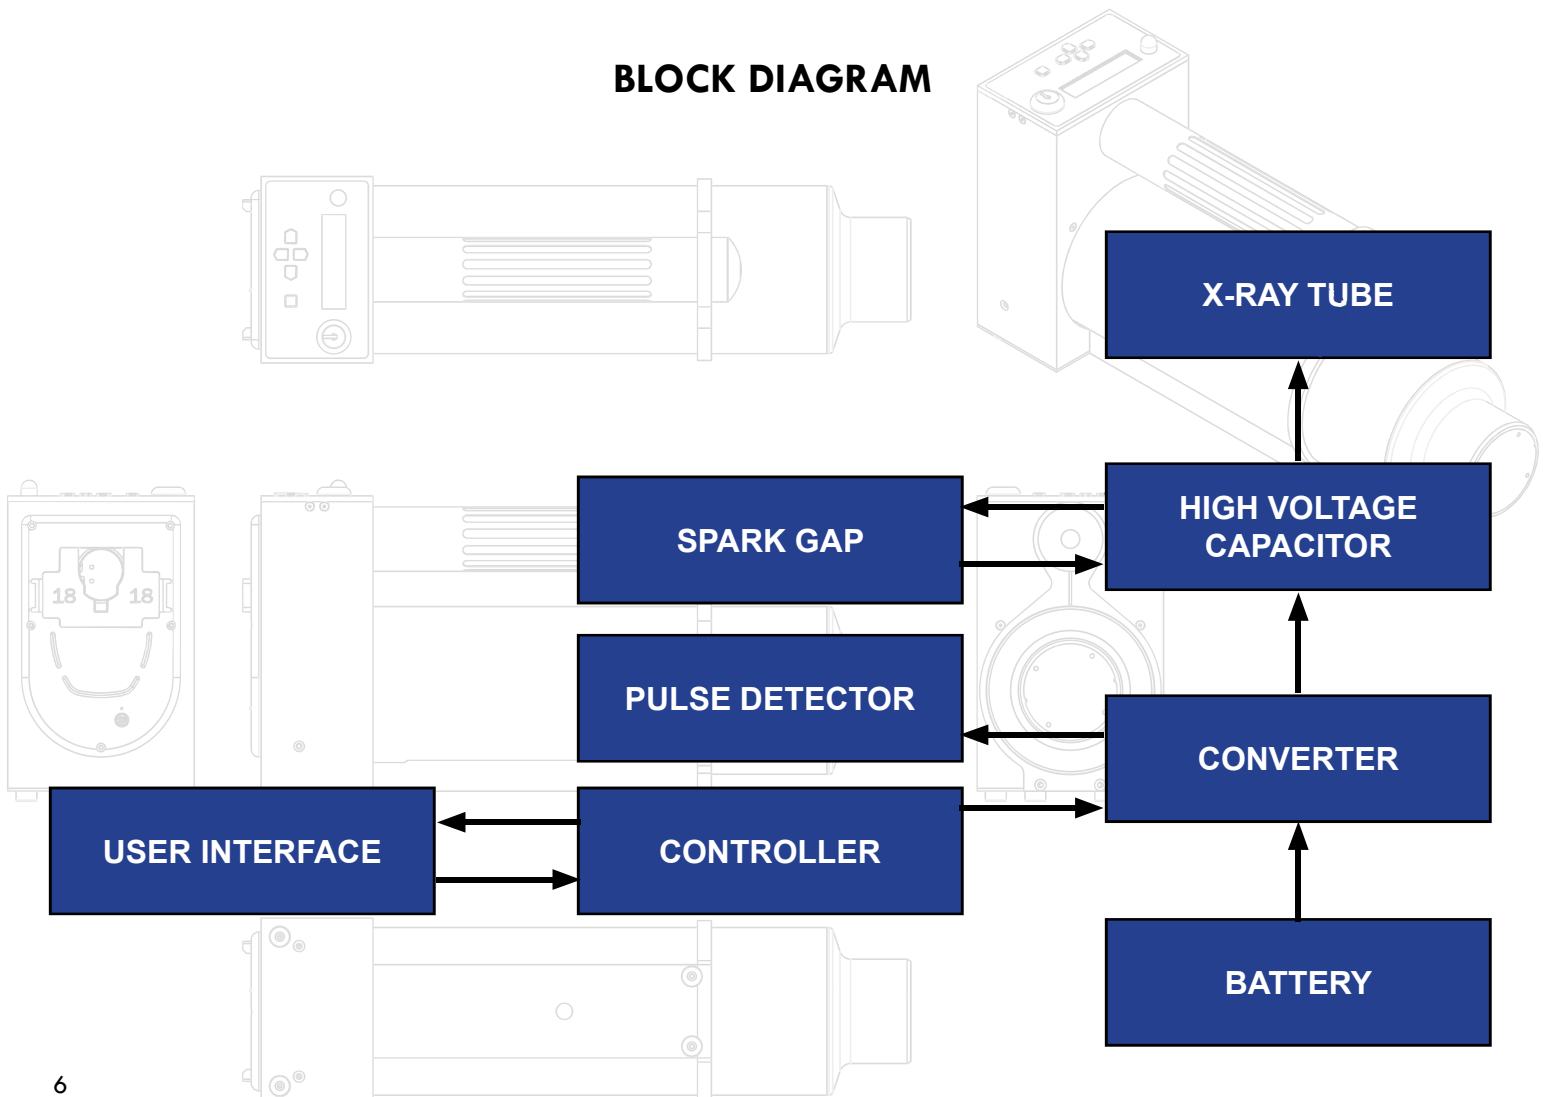 BLOCK DIAGRAM
X-RAY TUBE
HIGH VOLTAGE
CAPACITOR
SPARK GAP
18 18
PULSE DETECTOR
CONVERTER
USER INTERFACE
CONTROLLER
BATTERY
6